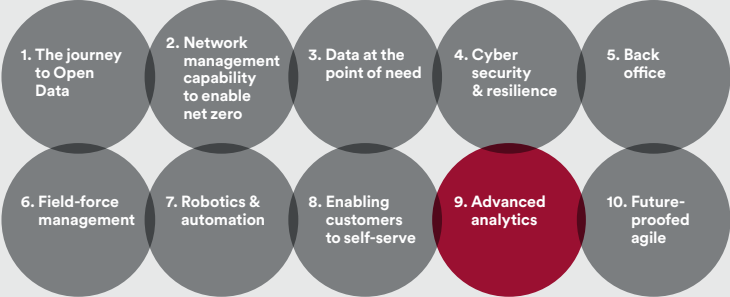 1. The journey
to Open
Data
2. Network
management
capability
to enable
net zero
3. Data at the
point of need
4. Cyber
security
& resilience
5. Back
office
6. Field-force
management
7. Robotics &
automation
8. Enabling
customers
to self-serve
9. Advanced
analytics
10. Future-
proofed
agile